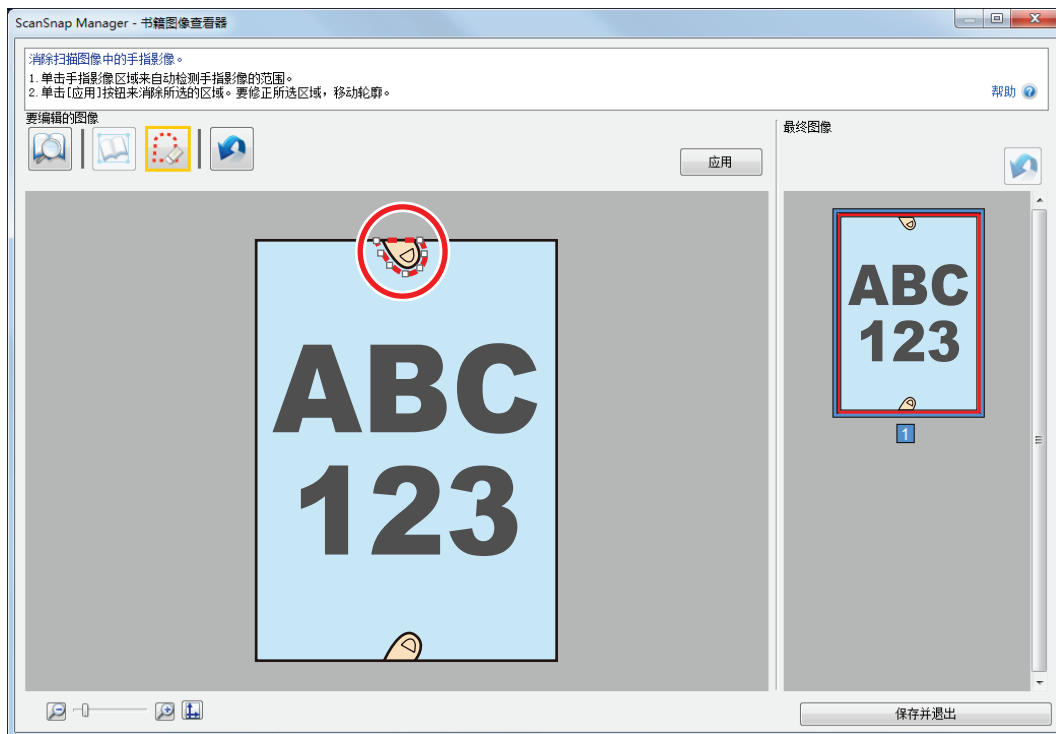 ScanSnap Manager - 书籍图像查看器
消除扫描图像中的手指影像。
1. 单击手指影像区域来自动检测手指影像的范围。
2. 单击[应用]按钮来消除所选的区域。要修正所选区域，移动轮廓。
帮助
要编辑的图像
应用
ABC
123
最终图像
ABC
123
1
保存并退出